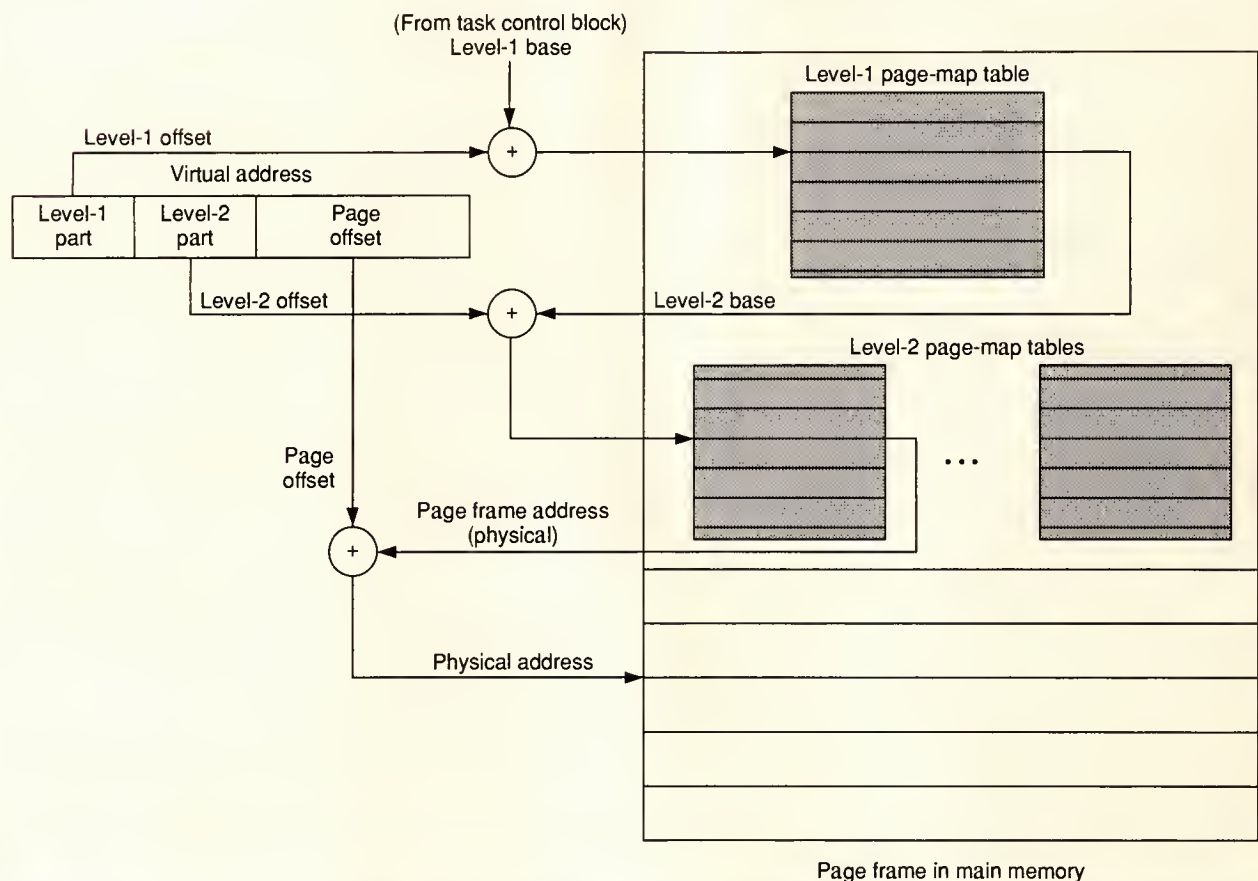 (From task control block)
Level-1 base
Level-1 page-map table
Level-1 offset
+
Virtual address
Level-1
part
Level-2
part
Page
offset
Level-2 offset
+
Level-2 base
Level-2 page-map tables
Page
offset
...
Page frame address
(physical)
+
Physical address
Page frame in main memory